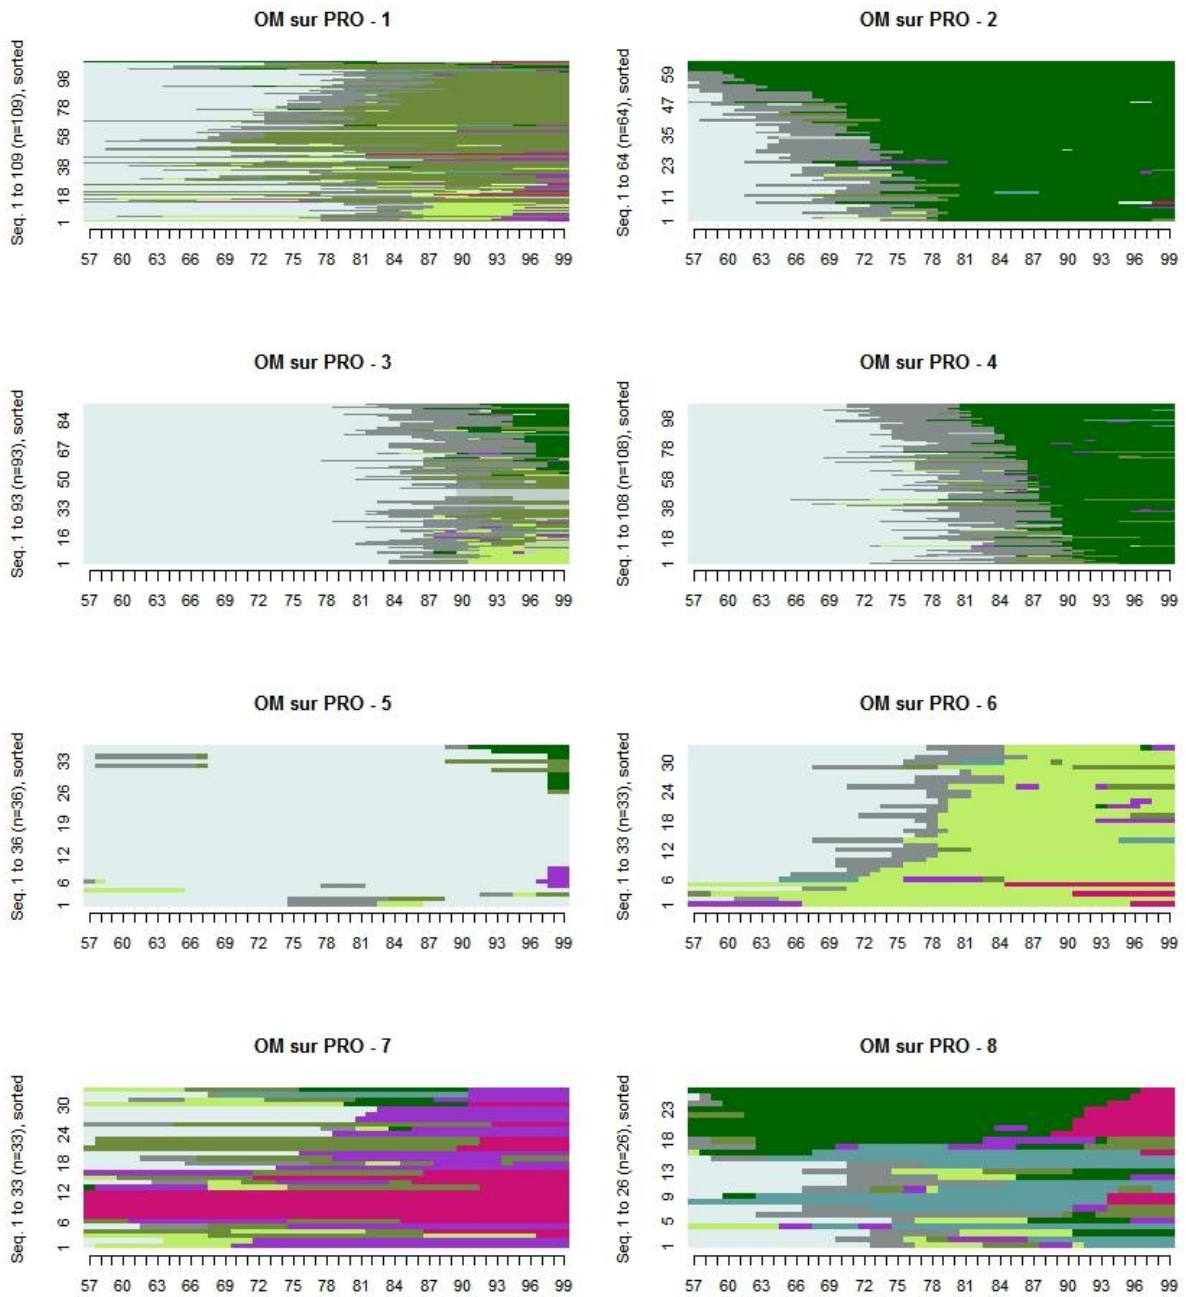 OM sur PRO - 1
Seq. 1 to 109 (n=109), sorted
1 18 38 58 78 98
57 60 63 66 69 72 75 78 81 84 87 90 93 96 99
OM sur PRO - 2
Seq. 1 to 64 (n=64), sorted
1 11 23 35 47 59
57 60 63 66 69 72 75 78 81 84 87 90 93 96 99
OM sur PRO - 3
Seq. 1 to 93 (n=93), sorted
1 16 33 50 67 84
57 60 63 66 69 72 75 78 81 84 87 90 93 96 99
OM sur PRO - 4
Seq. 1 to 108 (n=108), sorted
1 18 38 58 78 98
57 60 63 66 69 72 75 78 81 84 87 90 93 96 99
OM sur PRO - 5
Seq. 1 to 36 (n=36), sorted
1 6 12 19 26 33
57 60 63 66 69 72 75 78 81 84 87 90 93 96 99
OM sur PRO - 6
Seq. 1 to 33 (n=33), sorted
1 6 12 18 24 30
57 60 63 66 69 72 75 78 81 84 87 90 93 96 99
OM sur PRO - 7
Seq. 1 to 33 (n=33), sorted
1 6 12 18 24 30
57 60 63 66 69 72 75 78 81 84 87 90 93 96 99
OM sur PRO - 8
Seq. 1 to 26 (n=26), sorted
1 5 9 13 18 23
57 60 63 66 69 72 75 78 81 84 87 90 93 96 99